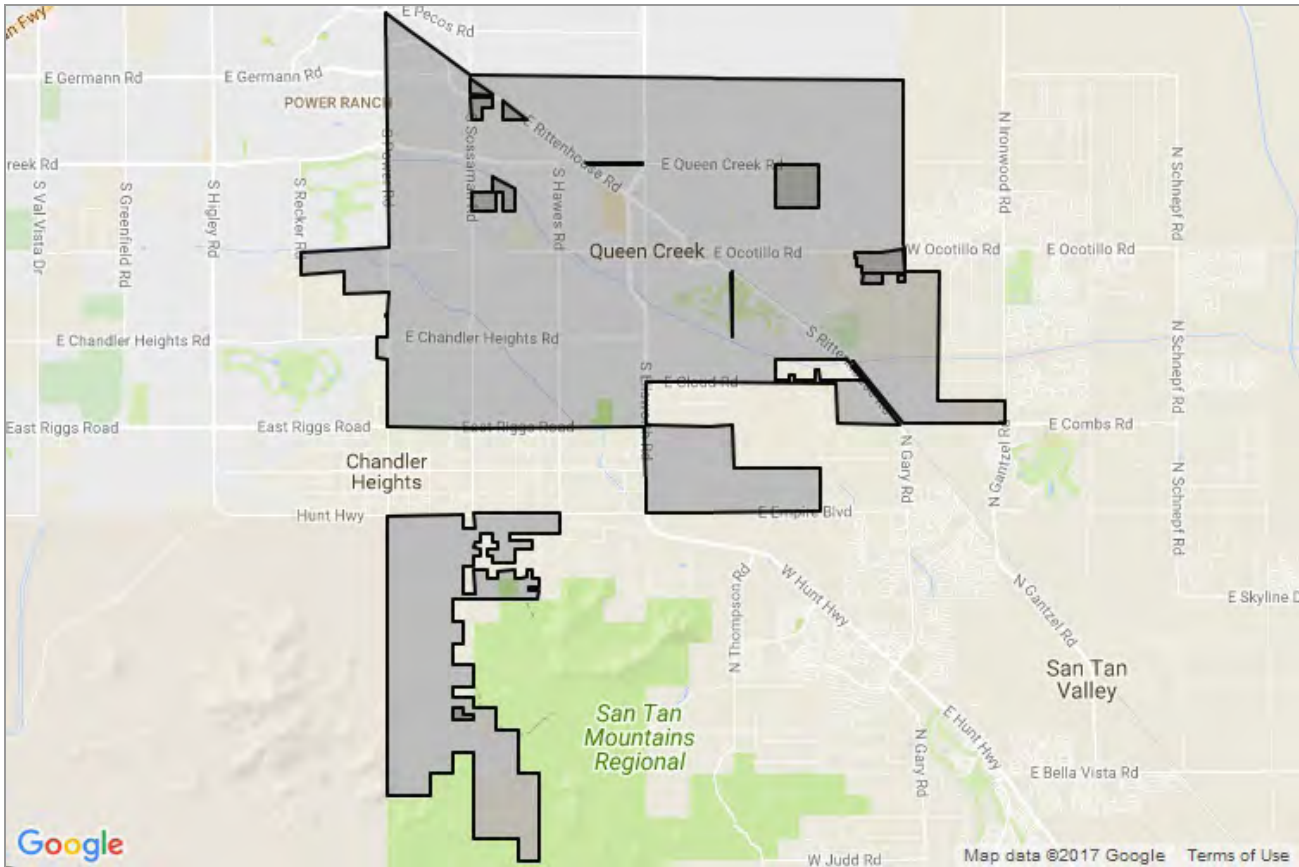 an Fwy
E Pecos Rd
E Germann Rd
E Germann Rd
POWER RANCH
S Power Rd
Sossaman Rd
E Rittenhouse Rd
N Ironwood Rd
N Schnepf Rd
reek Rd
E Queen Creek Rd
S Val Vista Dr
S Greenfield Rd
S Higley Rd
S Recker Rd
S Hawes Rd
Queen Creek
E Ocotillo Rd
W Ocotillo Rd
E Ocotillo Rd
E Chandler Heights Rd
E Chandler Heights Rd
S Ritten
N Schnepf Rd
E Cloud Rd
East Riggs Road
East Riggs Road
East Riggs Road
E Combs Rd
Chandler
Heights
N Gary Rd
N Gantzel Rd
N Schnepf Rd
Hunt Hwy
E Empire Blvd
W Hunt Hwy
N Thompson Rd
N Gantzel Rd
E Skyline D
San Tan
Valley
San Tan
Mountains
Regional
E Hunt Hwy
N Gary Rd
E Bella Vista Rd
Google
W Judd Rd
Map data ©2017 Google
Terms of Use